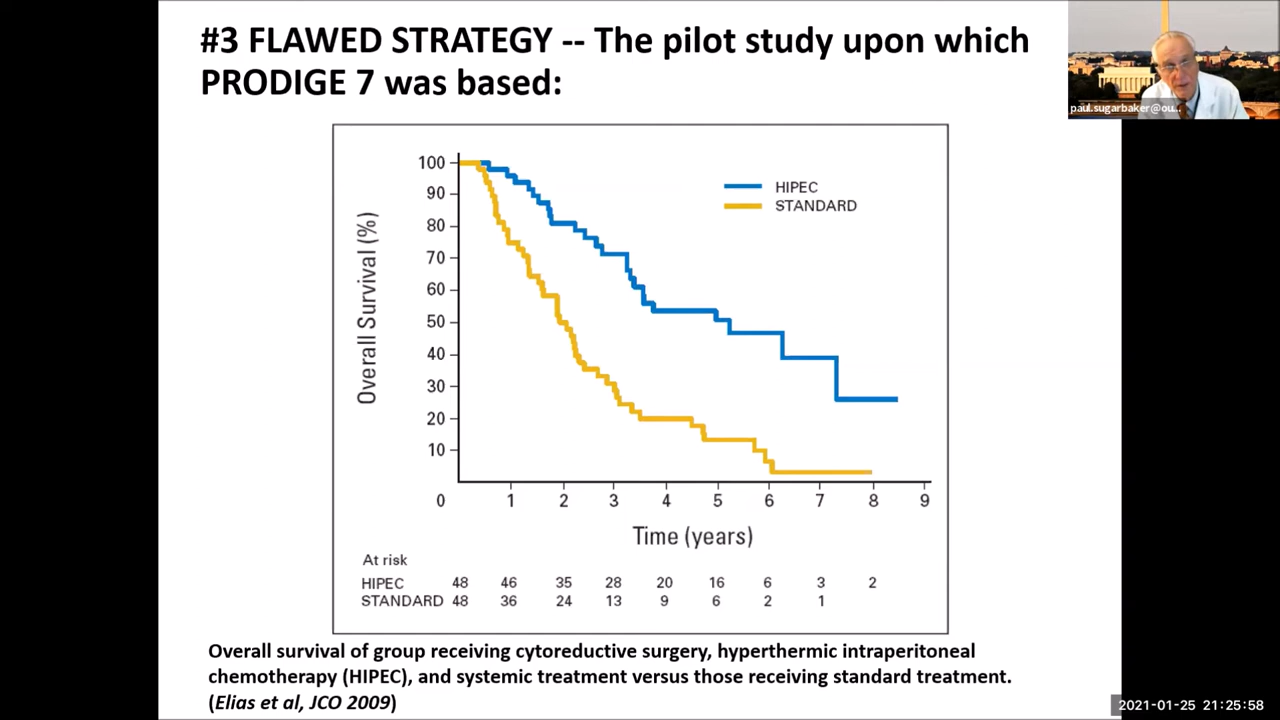 #3 FLAWED STRATEGY -- The pilot study upon which
PRODIGE 7 was based:
paul.sugarbaker@ou...
100
90
80
70
60
50
40
30
20
10
Overall Survival (%)
HIPEC
STANDARD
0 1 2 3 4 5 6 7 8 9
Time (years)
At risk
HIPEC 48 46 35 28 20 16 6 3 2
STANDARD 48 36 24 13 9 6 2 1
Overall survival of group receiving cytoreductive surgery, hyperthermic intraperitoneal
chemotherapy (HIPEC), and systemic treatment versus those receiving standard treatment.
(Elias et al, JCO 2009)
2021-01-25 21:25:58